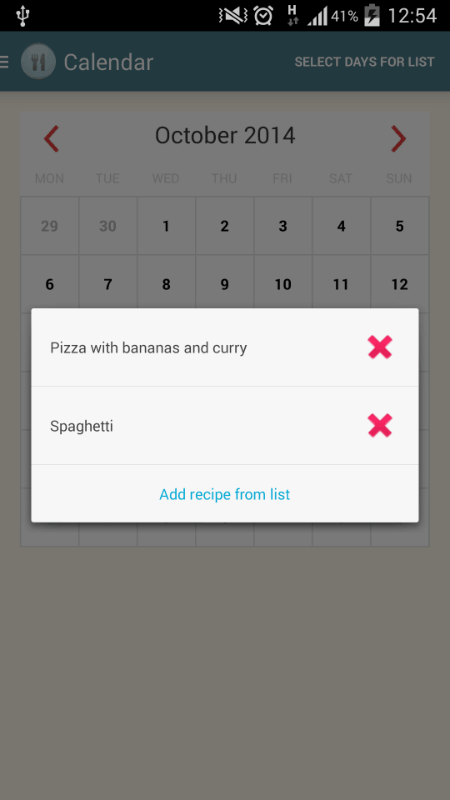 H 41% 12:54
Calendar SELECT DAYS FOR LIST
October 2014
MON TUE WED THU FRI SAT SUN
29 30 1 2 3 4 5
6 7 8 9 10 11 12
Pizza with bananas and curry
Spaghetti
Add recipe from list